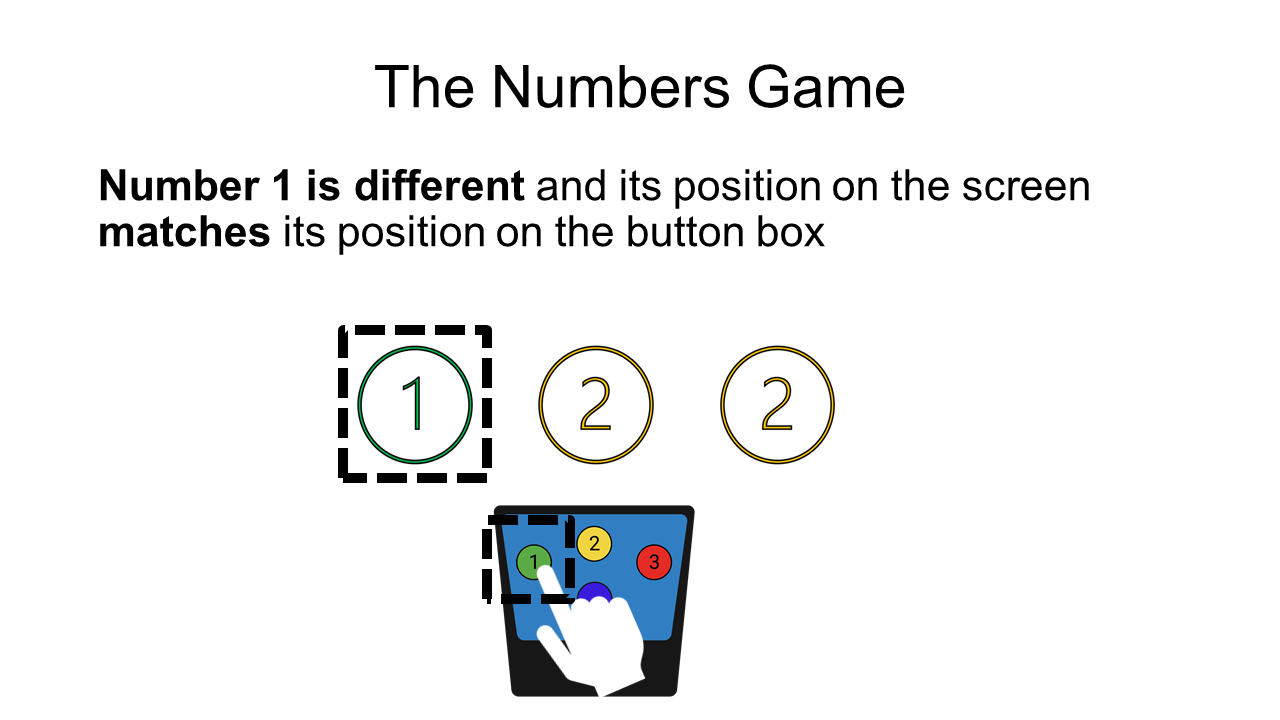 The Numbers Game
Number 1 is different and its position on the screen
matches its position on the button box
1 2 2
2
1 3